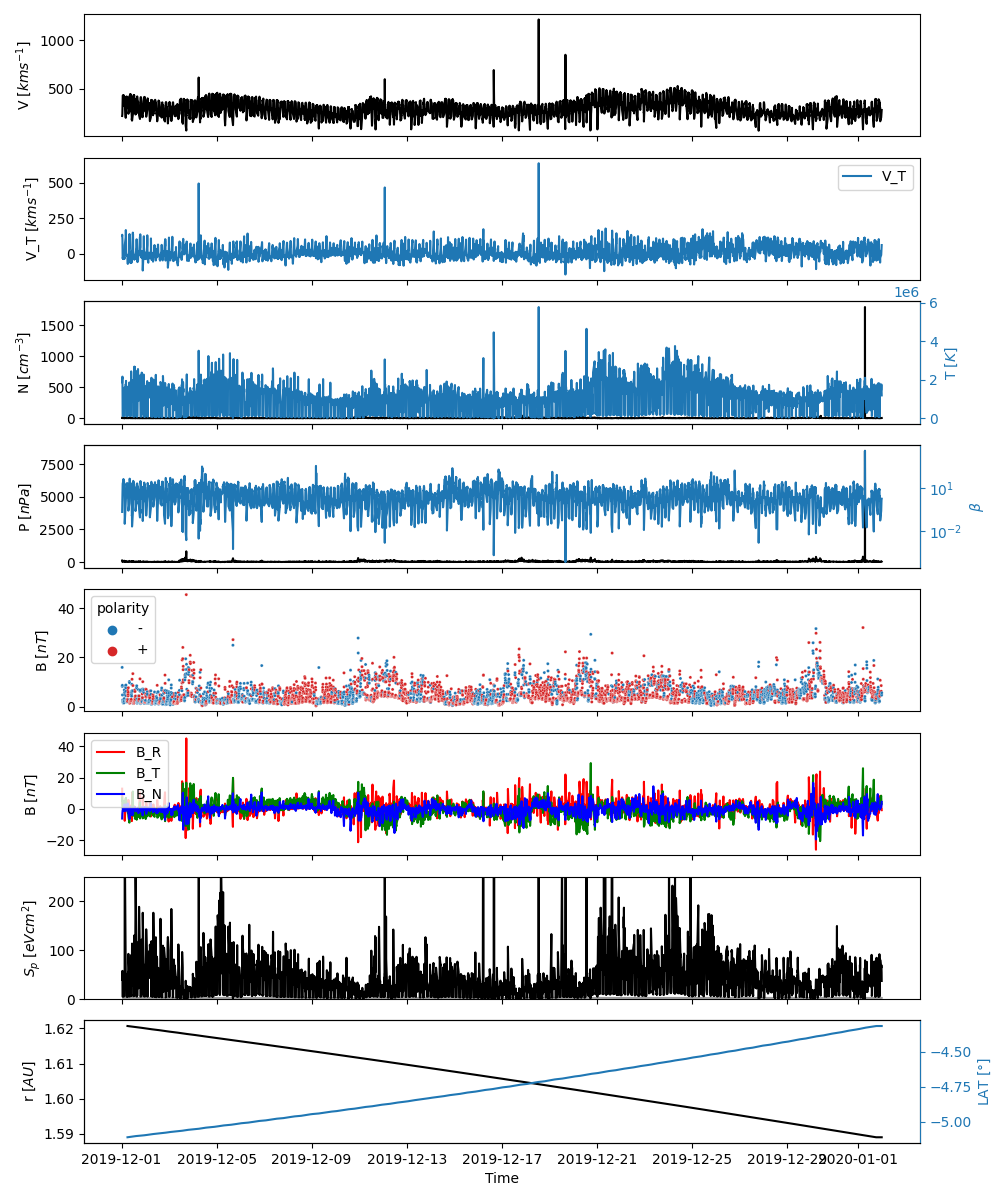 V [kms⁻¹]
1000
500
V_T [kms⁻¹]
500
250
0
V_T
N [cm⁻³]
1500
1000
500
0
1e6
6
4
2
0
T [K]
P [nPa]
7500
5000
2500
0
10¹
10⁻²
β
B [nT]
40
20
0
polarity
-
+
B [nT]
40
20
0
−20
B_R
B_T
B_N
S_p [eVcm²]
200
100
0
r [AU]
1.62
1.61
1.60
1.59
−4.50
−4.75
−5.00
LAT [°]
2019-12-01 2019-12-05 2019-12-09 2019-12-13 2019-12-17 2019-12-21 2019-12-25 2019-12-29 2020-01-01
Time